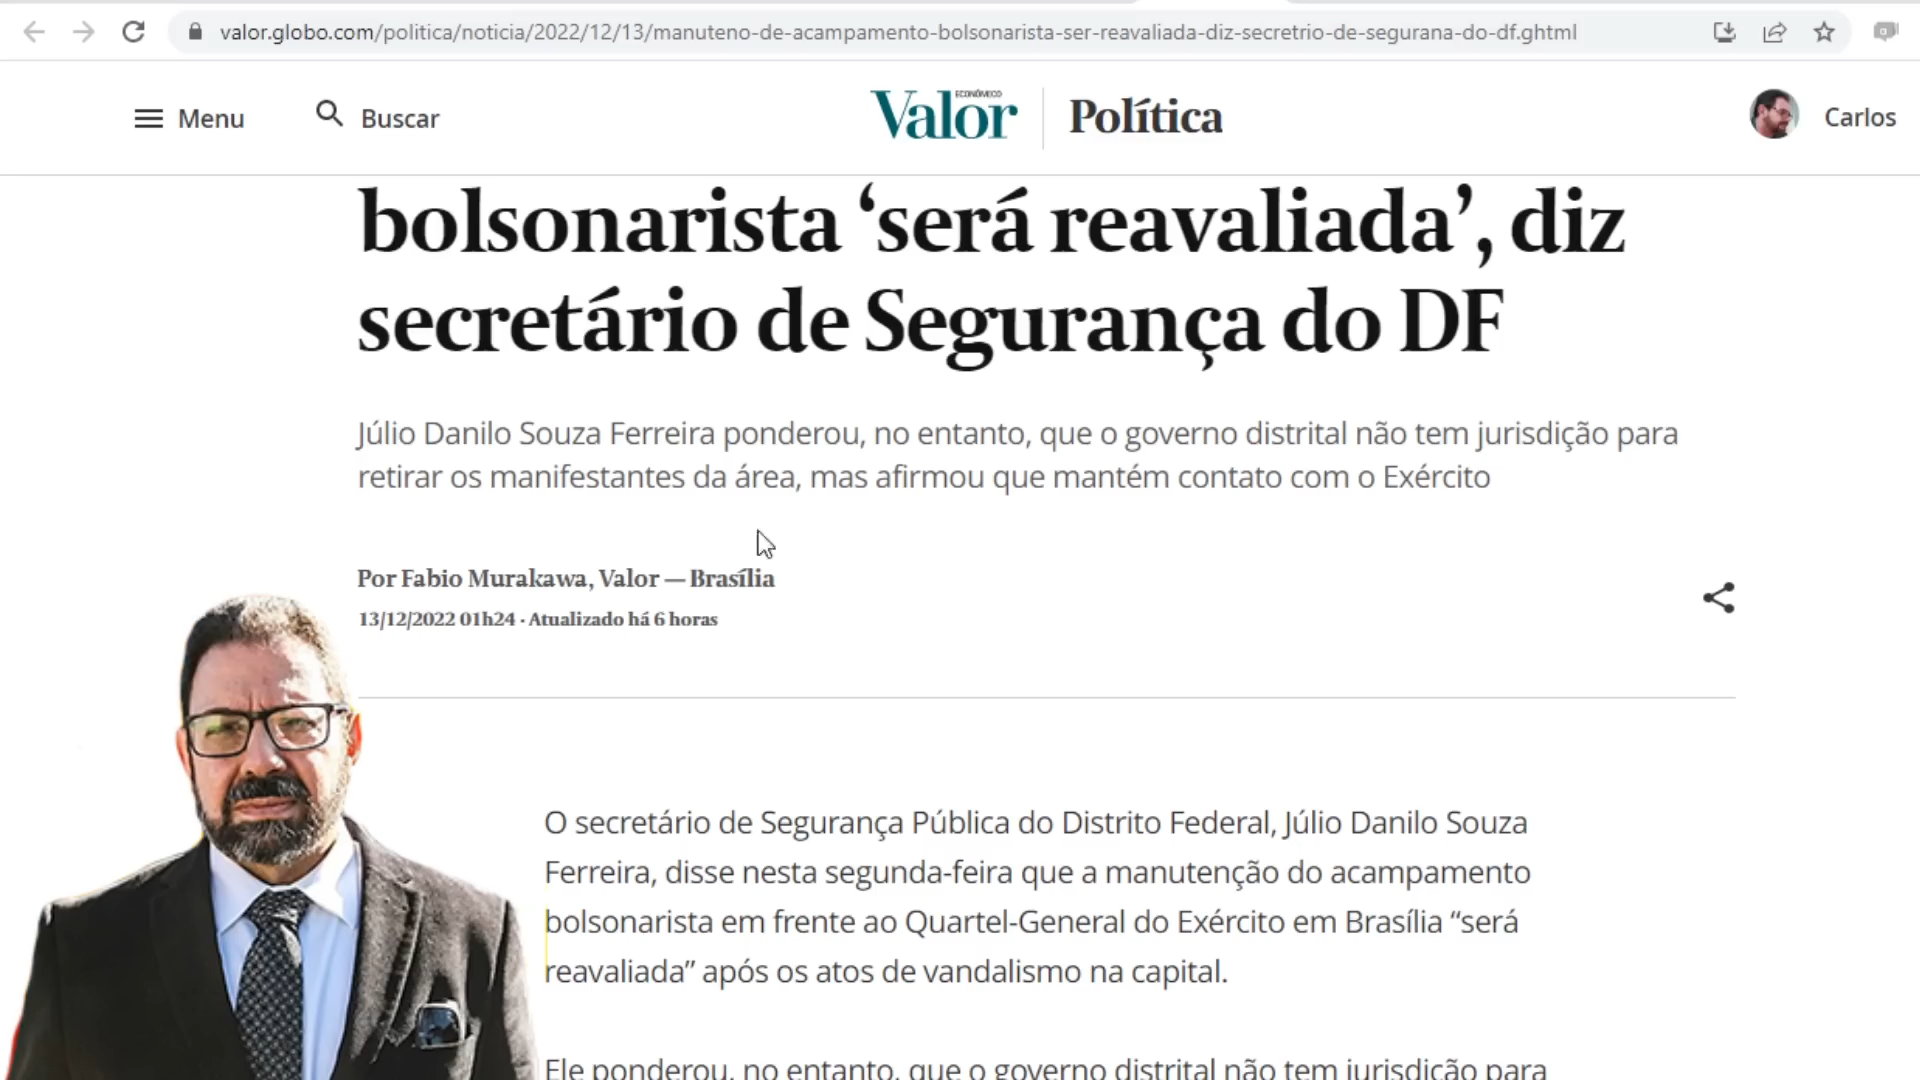 valor.globo.com/politica/noticia/2022/12/13/manuteno-de-acampamento-bolsonarista-ser-reavaliada-diz-secretrio-de-segurana-do-df.ghtml
Menu
Buscar
Valor
ECONÔMICO
Política
Carlos
bolsonarista ‘será reavaliada’, diz
secretário de Segurança do DF
Júlio Danilo Souza Ferreira ponderou, no entanto, que o governo distrital não tem jurisdição para
retirar os manifestantes da área, mas afirmou que mantém contato com o Exército
Por Fabio Murakawa, Valor — Brasília
13/12/2022 01h24 · Atualizado há 6 horas
O secretário de Segurança Pública do Distrito Federal, Júlio Danilo Souza
Ferreira, disse nesta segunda-feira que a manutenção do acampamento
bolsonarista em frente ao Quartel-General do Exército em Brasília “será
reavaliada” após os atos de vandalismo na capital.
Ele ponderou, no entanto, que o governo distrital não tem jurisdição para